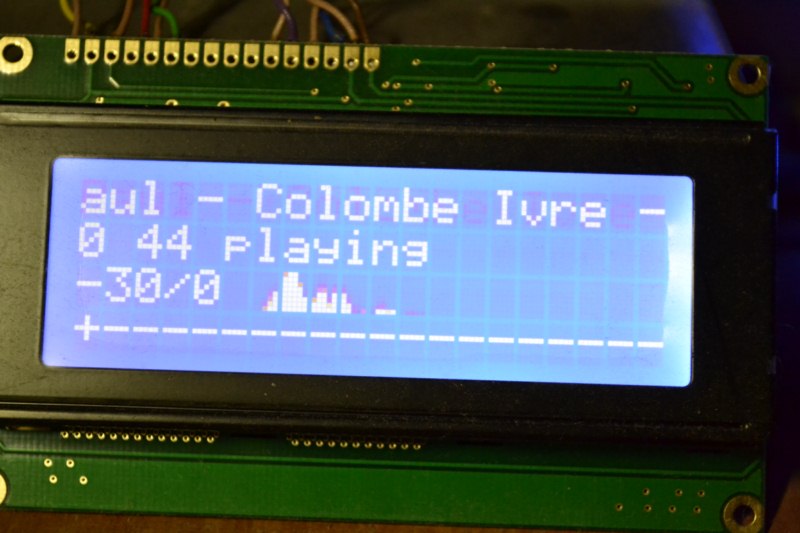 aul - Colombe Ivre -
0 44 playing
-30/0
+-------------------